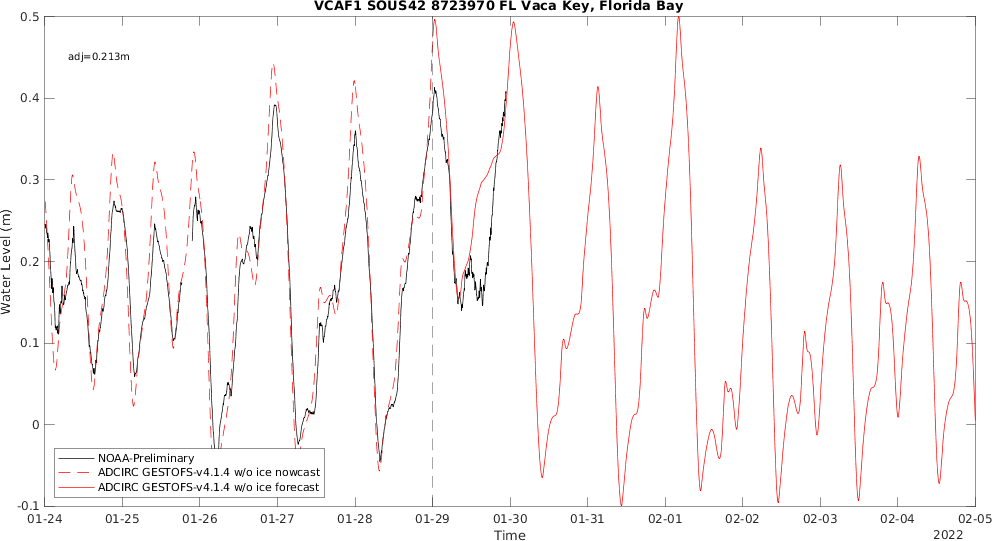 VCAF1 SOUS42 8723970 FL Vaca Key, Florida Bay
adj=0.213m
0.5
0.4
0.3
0.2
0.1
0
-0.1
Water Level (m)
NOAA-Preliminary
ADCIRC GESTOFS-v4.1.4 w/o ice nowcast
ADCIRC GESTOFS-v4.1.4 w/o ice forecast
01-24 01-25 01-26 01-27 01-28 01-29 01-30 01-31 02-01 02-02 02-03 02-04 02-05
Time
2022